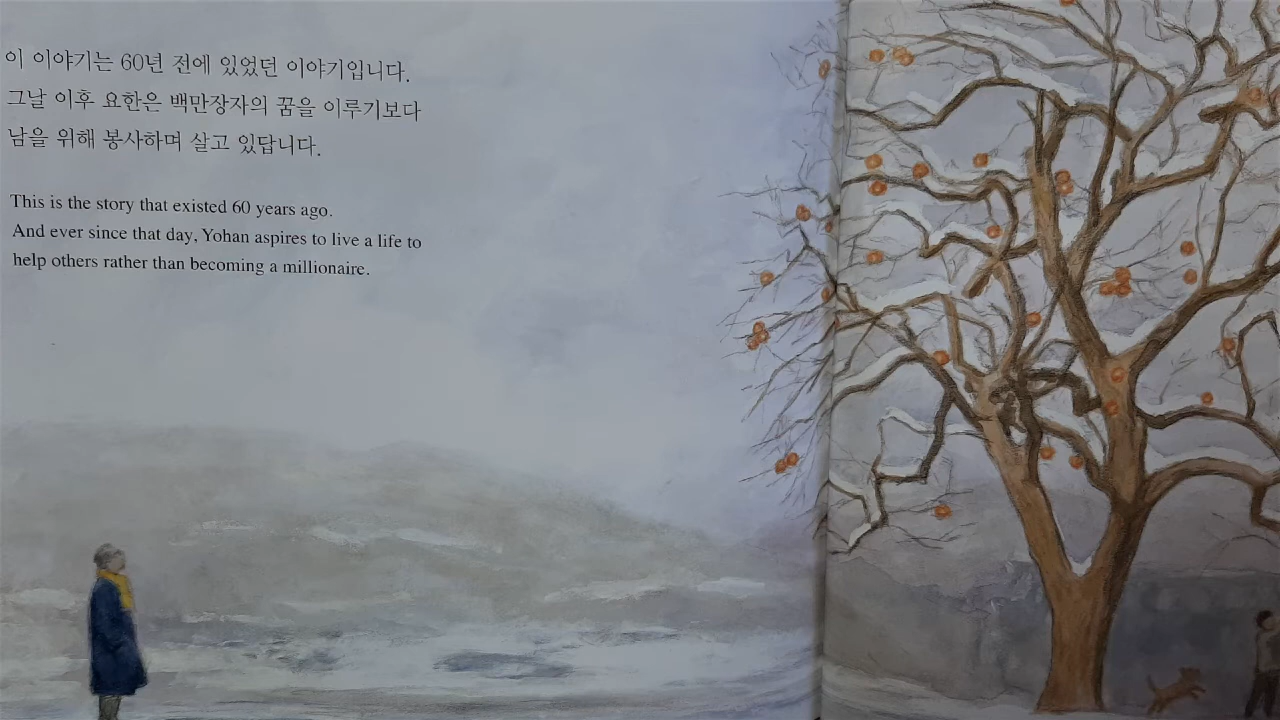 이 이야기는 60년 전에 있었던 이야기입니다.
그날 이후 요한은 백만장자의 꿈을 이루기보다
남을 위해 봉사하며 살고 있답니다.
This is the story that existed 60 years ago.
And ever since that day, Yohan aspires to live a life to
help others rather than becoming a millionaire.